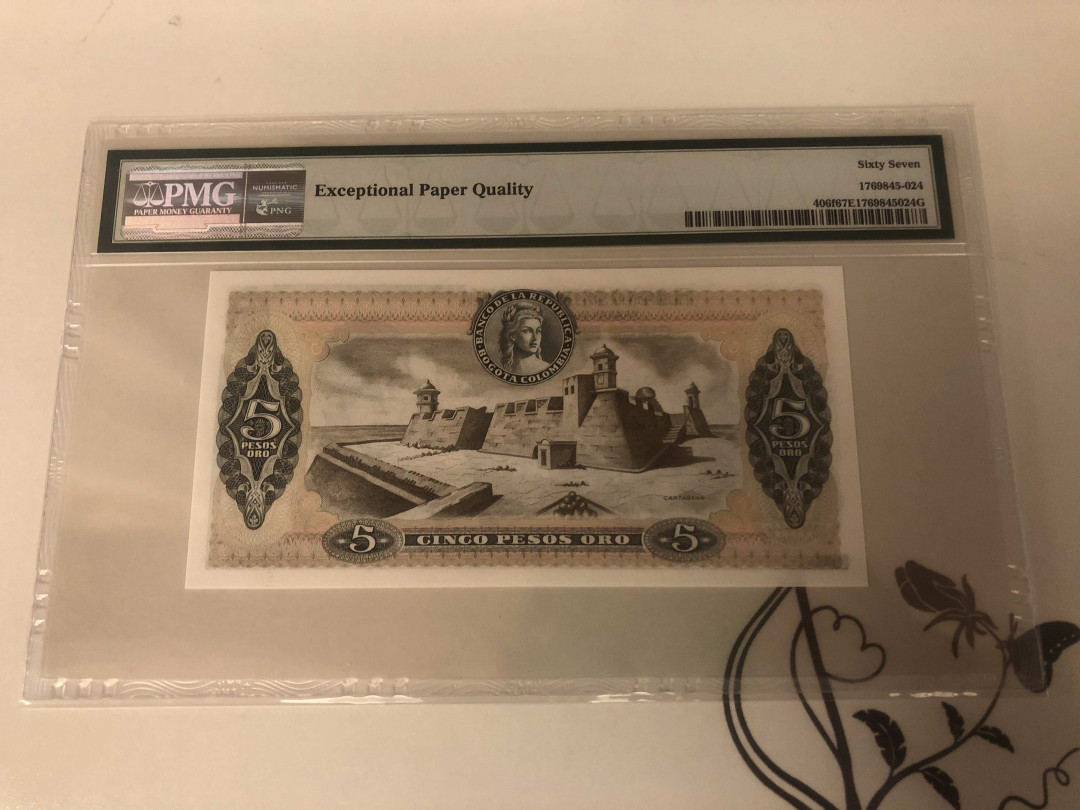 PMG
PAPER MONEY GUARANTY
NUMISMATIC
PNG
Exceptional Paper Quality
Sixty Seven
1769845-024
406f67E1769845024G
BANCO DE LA REPUBLICA
BOGOTA COLOMBIA
5
PESOS
ORO
5
PESOS
ORO
CARTAGENA
5 CINCO PESOS ORO 5